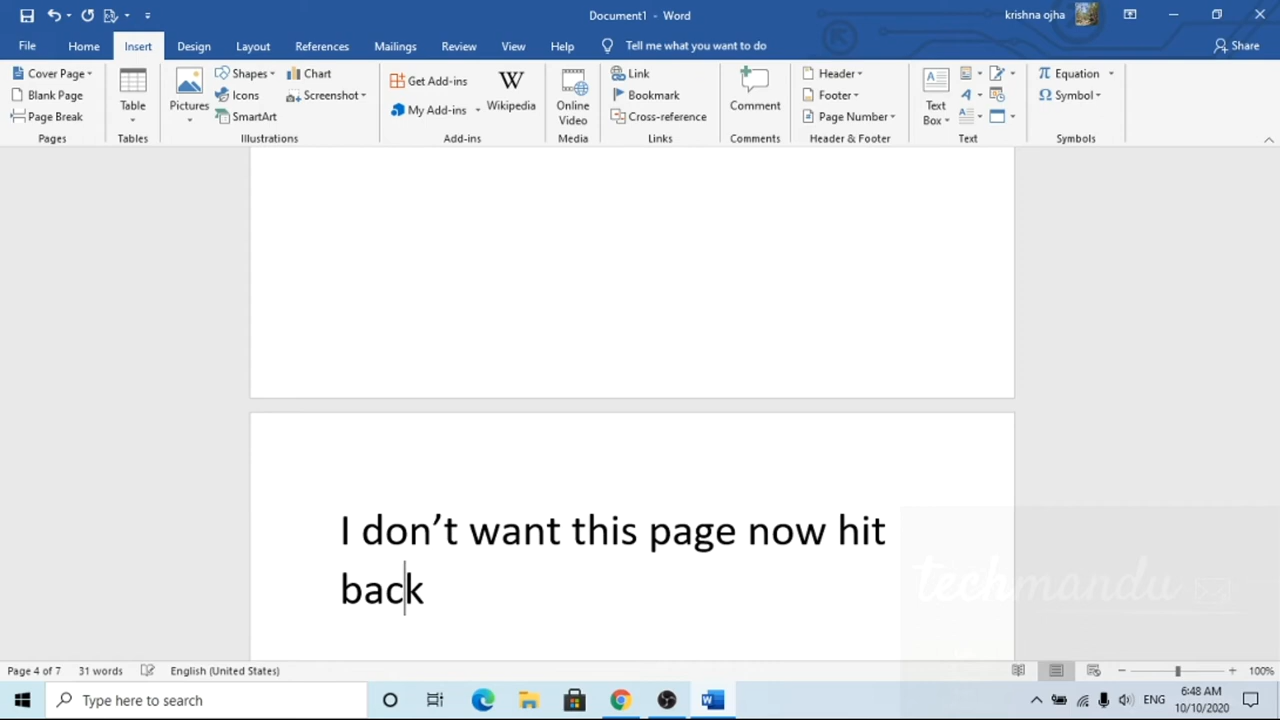 Document1 - Word
krishna ojha
File Home Insert Design Layout References Mailings Review View Help Tell me what you want to do Share
Cover Page
Blank Page
Page Break
Pages
Table
Tables
Pictures
Shapes
Icons
Chart
SmartArt
Screenshot
Illustrations
Get Add-ins
My Add-ins
Wikipedia
Add-ins
Online
Video
Media
Link
Bookmark
Cross-reference
Links
Comment
Comments
Header
Footer
Page Number
Header & Footer
Text
Box
Text
Equation
Symbol
Symbols
I don’t want this page now hit
back
techmandu
Page 4 of 7 31 words English (United States) 100%
Type here to search
ENG
6:48 AM
10/10/2020